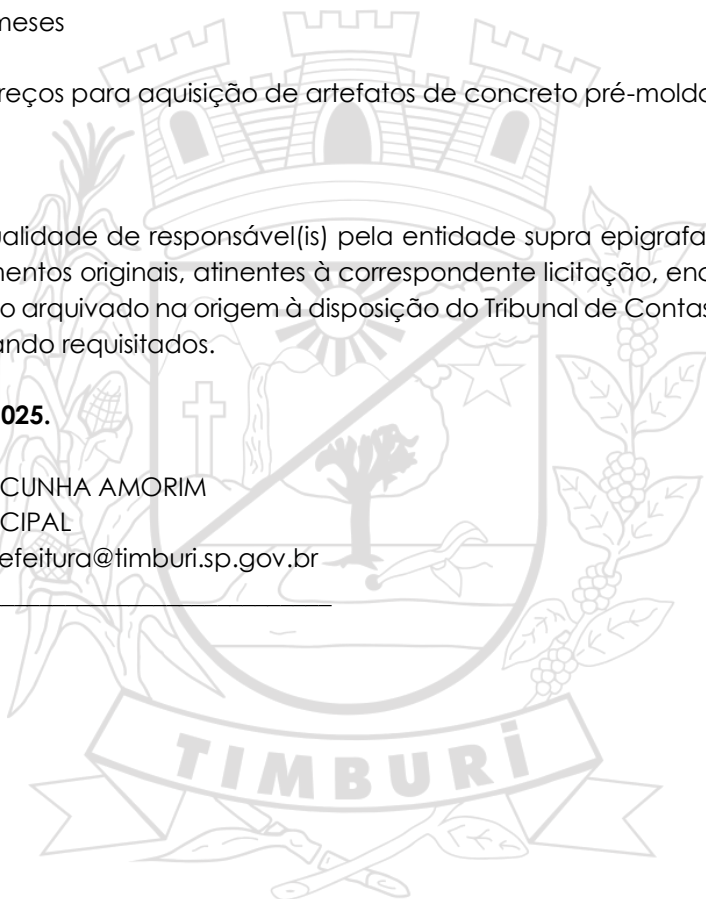 meses
reços para aquisição de artefatos de concreto pré-molda
ualidade de responsável(is) pela entidade supra epigrafa
mentos originais, atinentes à correspondente licitação, enc
o arquivado na origem à disposição do Tribunal de Contas
ando requisitados.
025.
CUNHA AMORIM
CIPAL
efeitura@timburi.sp.gov.br
TIMBURI